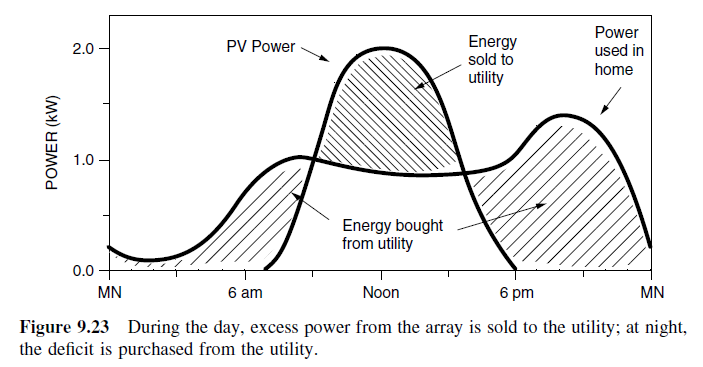 Power
used in
home
PV Power
Energy
sold to
utility
2.0
1.0
0.0
POWER (kW)
Energy bought
from utility
MN
6 am
Noon
6 pm
MN
Figure 9.23 During the day, excess power from the array is sold to the utility; at night,
the deficit is purchased from the utility.